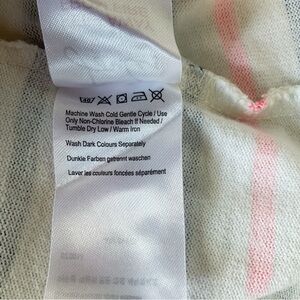 Machine Wash Cold Gentle Cycle / Use
Only Non-Chlorine Bleach If Needed /
Tumble Dry Low / Warm Iron
Wash Dark Colours Separately
Dunkle Farben getrennt waschen
Laver les couleurs foncées séparément